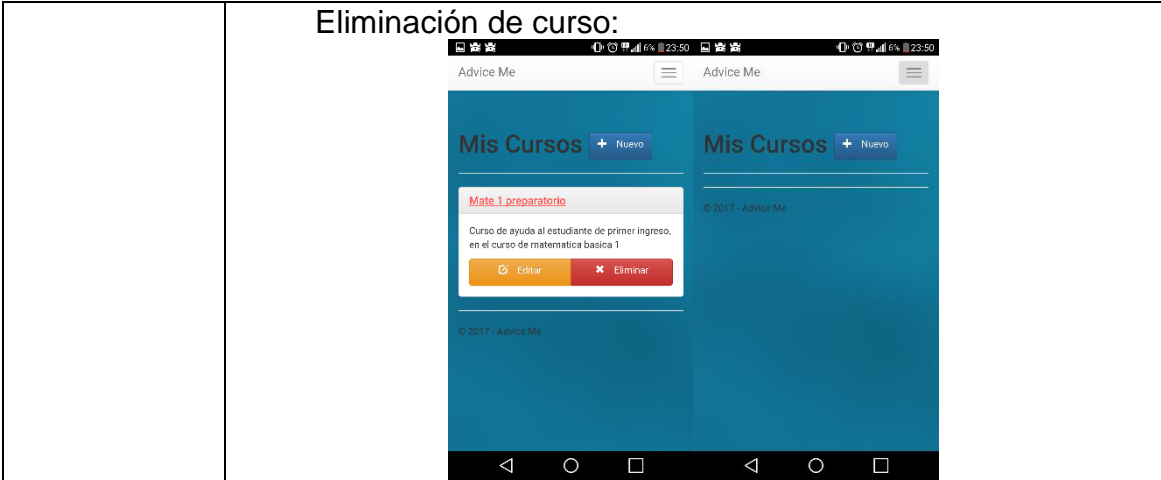 Eliminación de curso:
6% 23:50
Advice Me
Mis Cursos + Nuevo
Mate 1 preparatorio
Curso de ayuda al estudiante de primer ingreso,
en el curso de matematica basica 1
Editar
Eliminar
© 2017 - Advice Me
6% 23:50
Advice Me
Mis Cursos + Nuevo
© 2017 - Advice Me